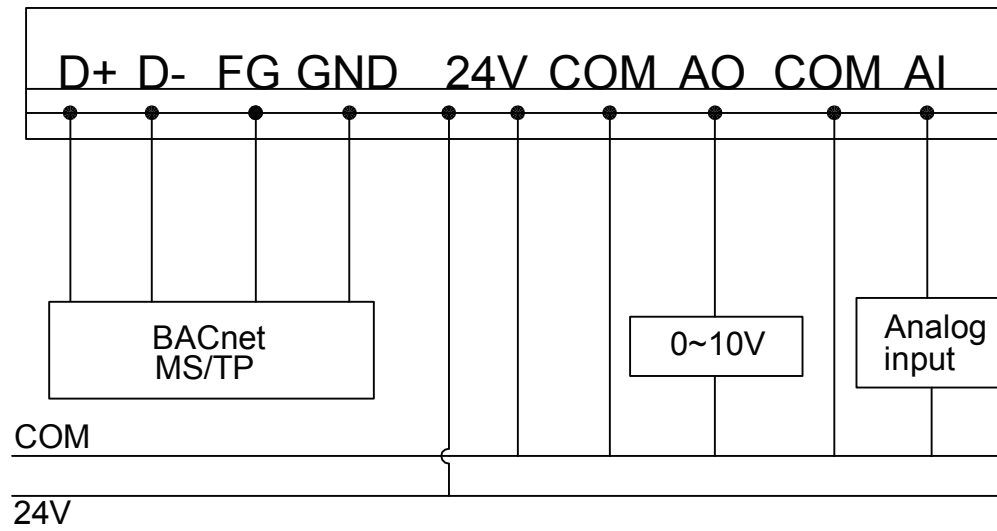 D+ D- FG GND 24V COM AO COM AI
BACnet
MS/TP
0~10V
Analog
input
COM
24V